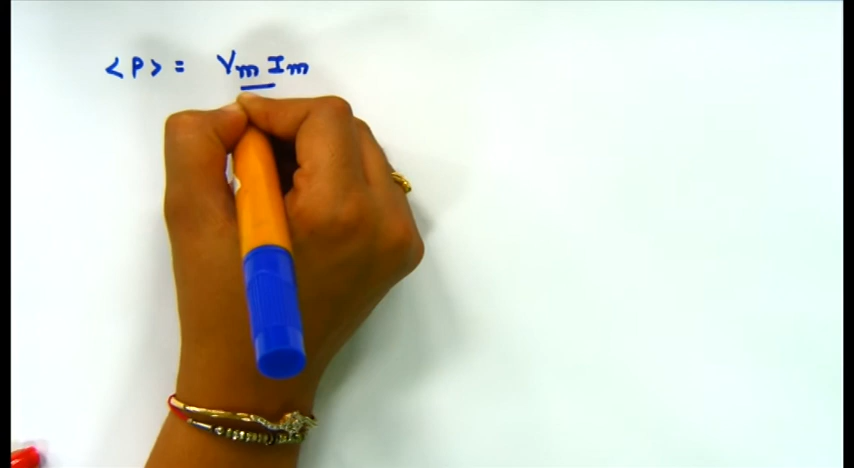 <P> = Vm Im